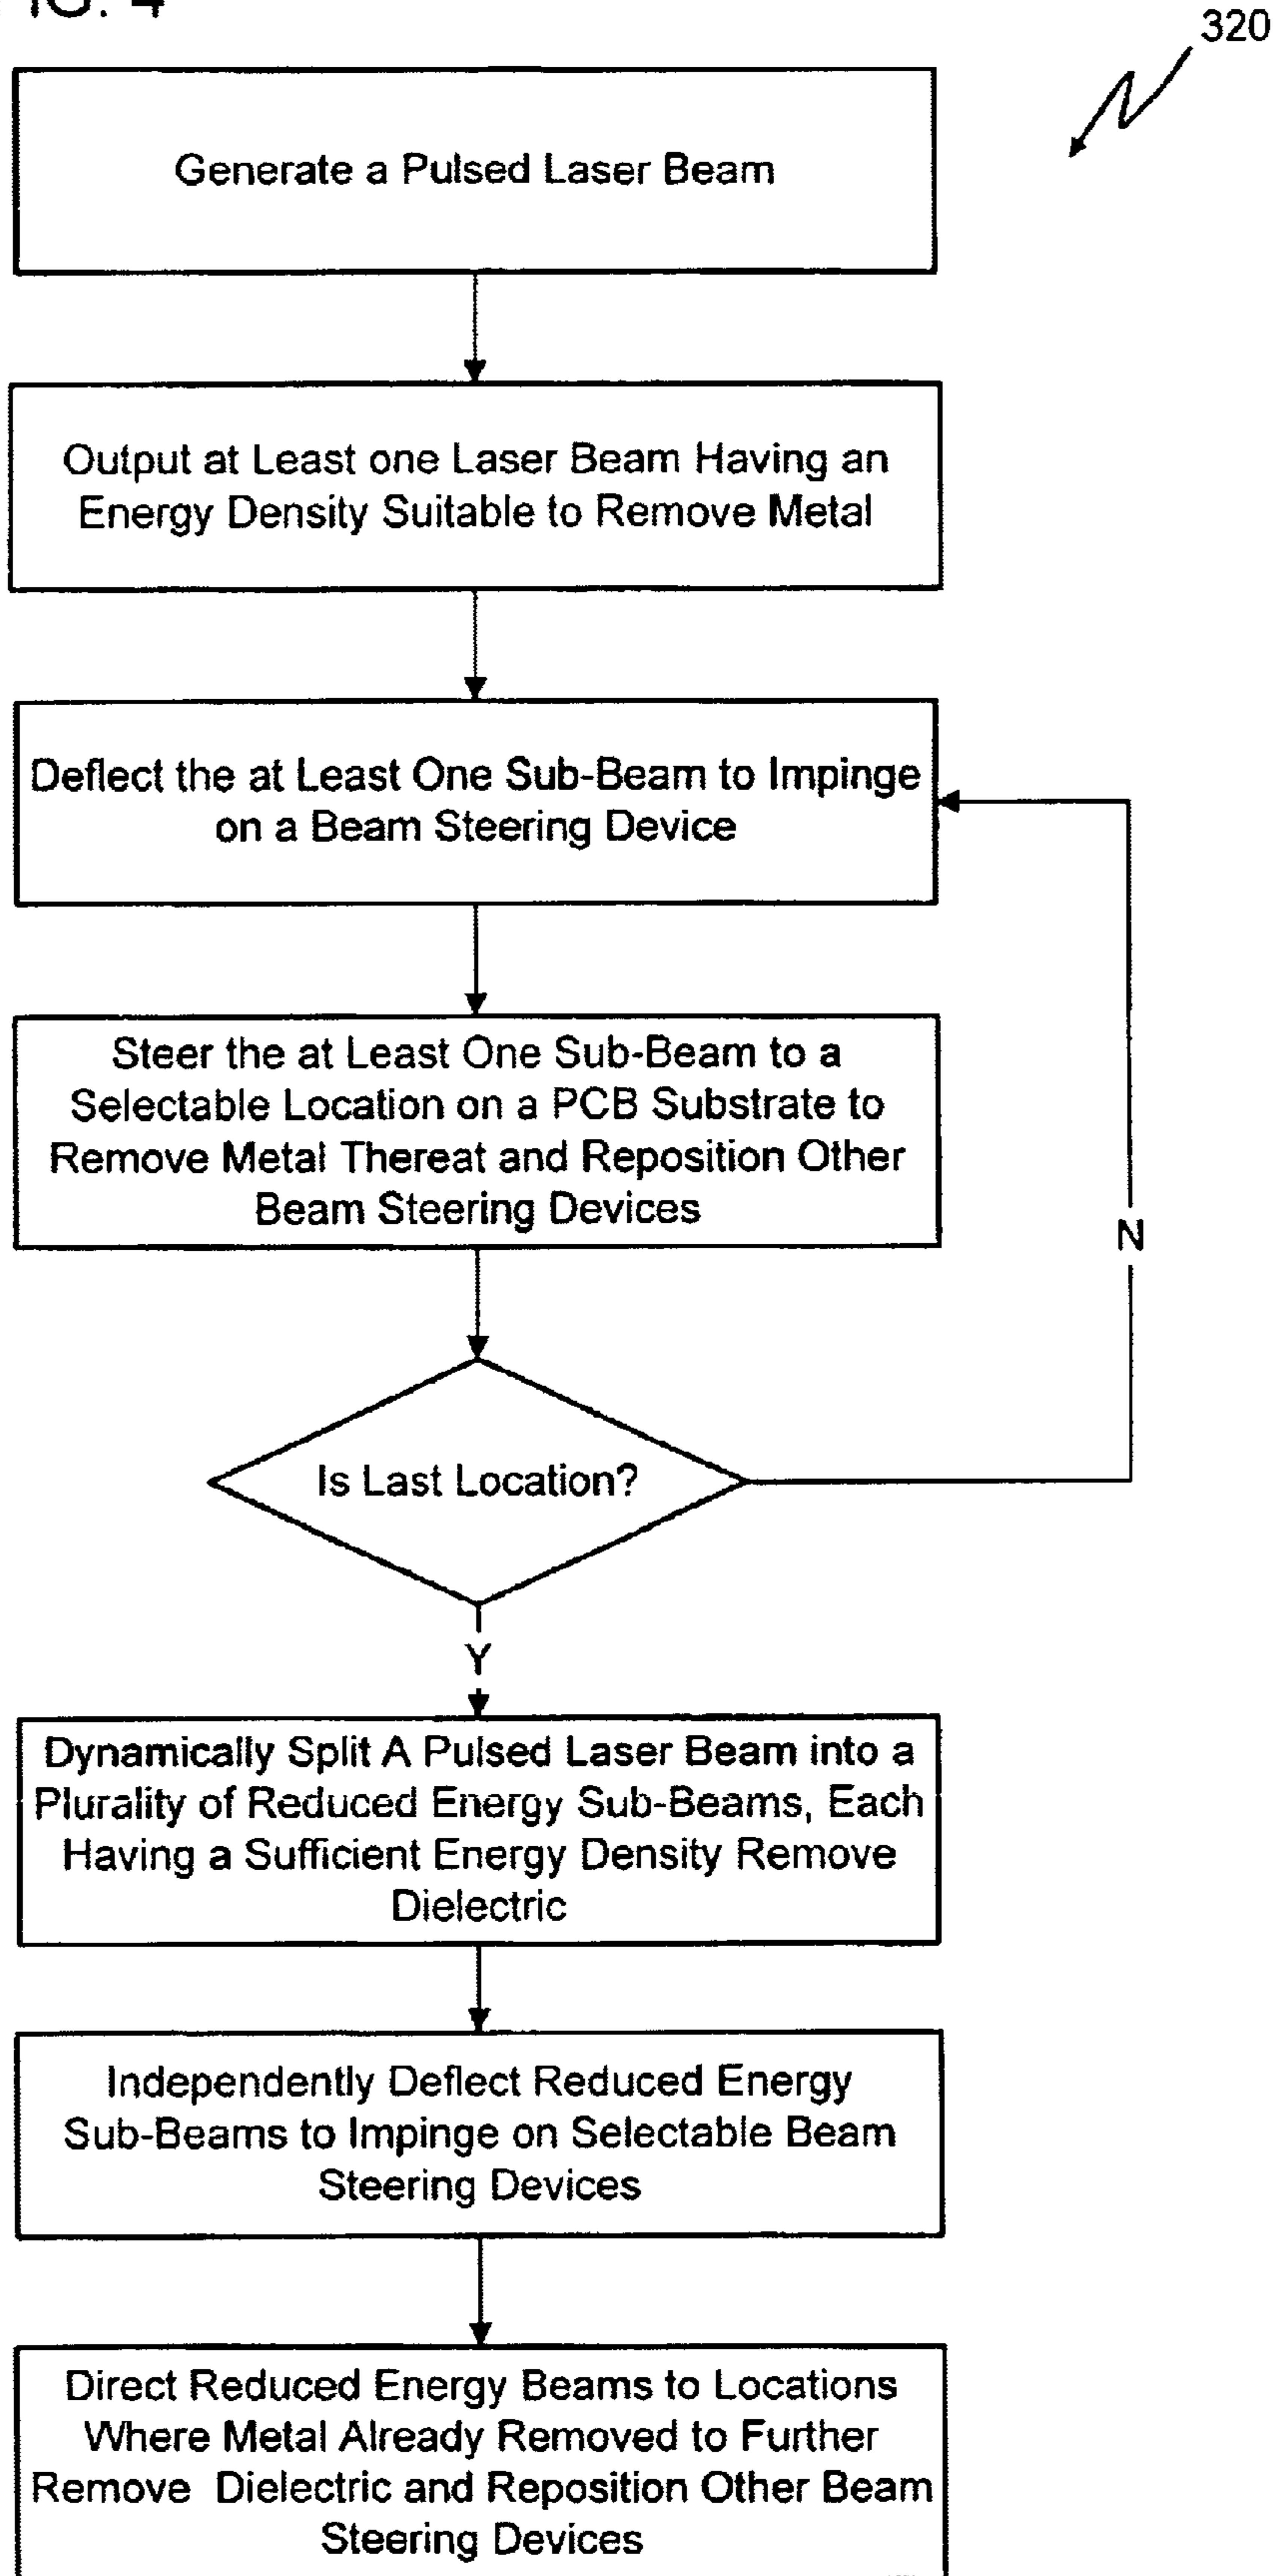 FIG. 4
320
Generate a Pulsed Laser Beam
Output at Least one Laser Beam Having an
Energy Density Suitable to Remove Metal
Deflect the at Least One Sub-Beam to Impinge
on a Beam Steering Device
Steer the at Least One Sub-Beam to a
Selectable Location on a PCB Substrate to
Remove Metal Thereat and Reposition Other
Beam Steering Devices
N
Is Last Location?
Y
Dynamically Split A Pulsed Laser Beam into a
Plurality of Reduced Energy Sub-Beams, Each
Having a Sufficient Energy Density Remove
Dielectric
Independently Deflect Reduced Energy
Sub-Beams to Impinge on Selectable Beam
Steering Devices
Direct Reduced Energy Beams to Locations
Where Metal Already Removed to Further
Remove Dielectric and Reposition Other Beam
Steering Devices